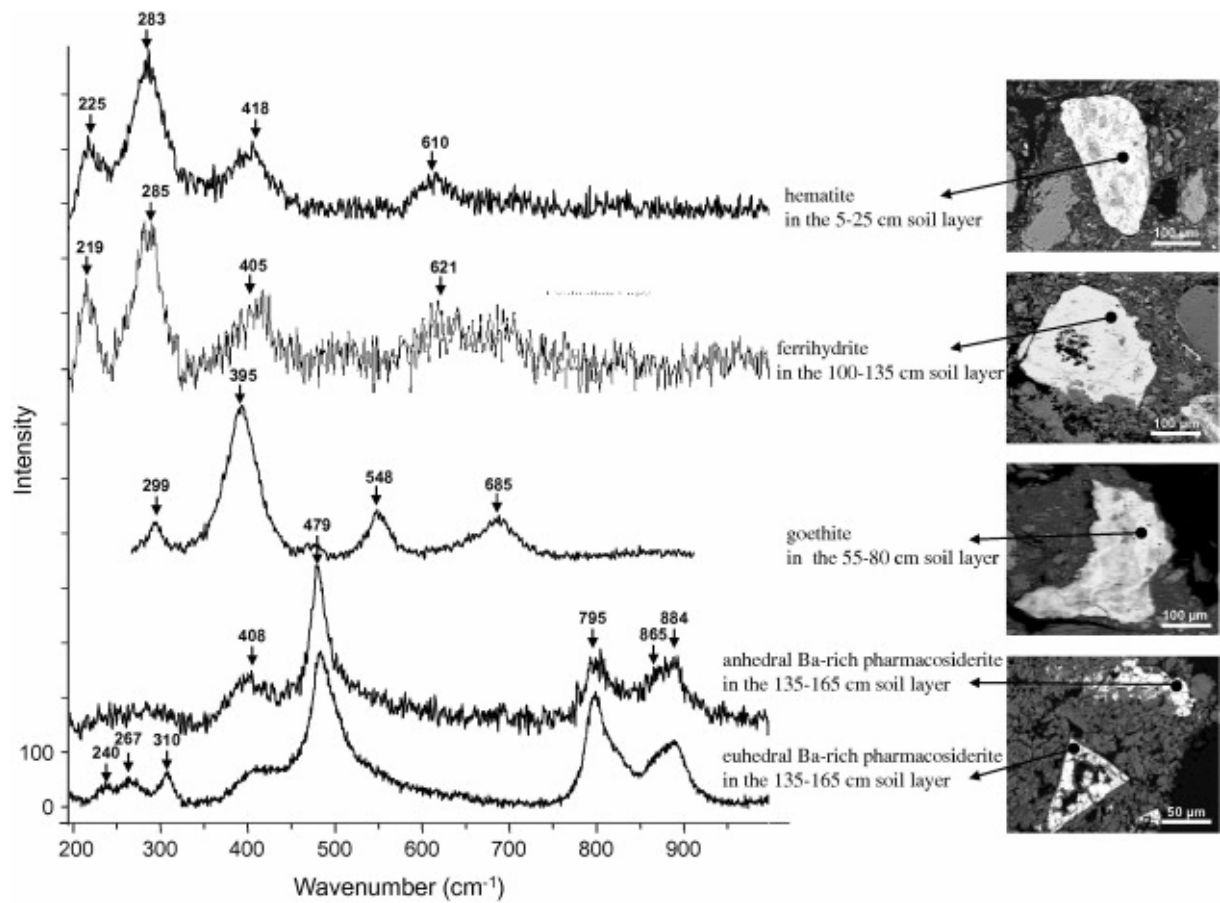 283
225
418
610
hematite
in the 5-25 cm soil layer
100 µm
285
219
405
621
ferrihydrite
in the 100-135 cm soil layer
100 µm
395
299
548
685
goethite
in the 55-80 cm soil layer
100 µm
479
408
795
865
884
anhedral Ba-rich pharmacosiderite
in the 135-165 cm soil layer
240
267
310
euhedral Ba-rich pharmacosiderite
in the 135-165 cm soil layer
50 µm
Intensity
100
0
200 300 400 500 600 700 800 900
Wavenumber (cm⁻¹)